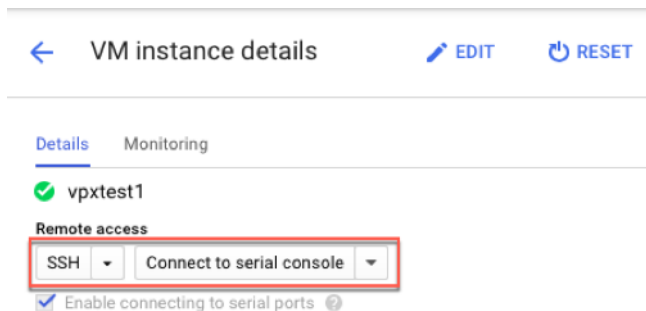 VM instance details EDIT RESET
Details Monitoring
vpxtest1
Remote access
SSH Connect to serial console
Enable connecting to serial ports ?